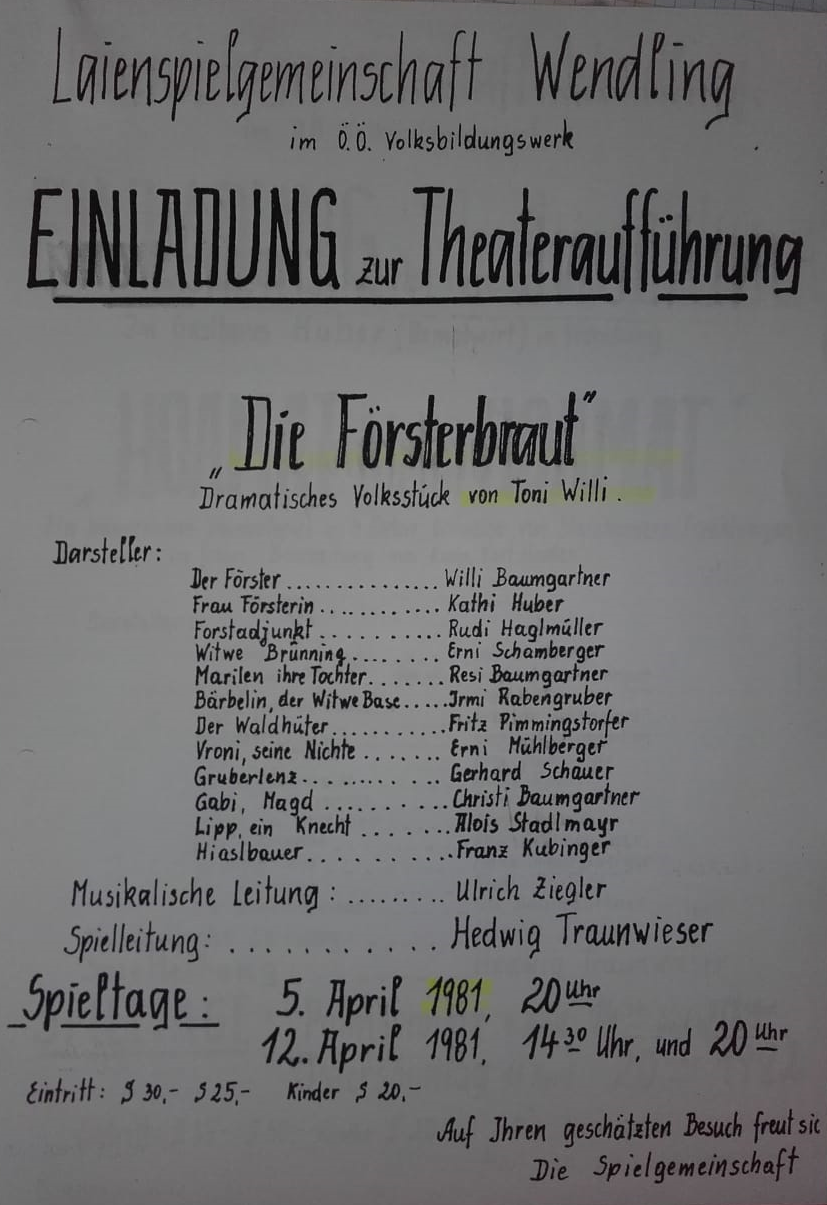 Laienspielgemeinschaft Wendling
im O.Ö. Volksbildungswerk
EINLADUNG zur Theateraufführung
„Die Försterbraut"
Dramatisches Volksstück von Toni Willi.
Darsteller:
Der Förster............... Willi Baumgartner
Frau Försterin............ Kathi Huber
Forstadjunkt.......... Rudi Haglmüller
Witwe Brünning........ Erni Schamberger
Marilen ihre Tochter....... Resi Baumgartner
Bärbelin, der Witwe Base..... Irmi Rabengruber
Der Waldhüter........... Fritz Pimmingstorfer
Vroni, seine Nichte....... Erni Mühlberger
Gruberlenz............. Gerhard Schauer
Gabi, Magd.......... Christi Baumgartner
Lipp, ein Knecht....... Alois Stadlmayr
Hiaslbauer.......... Franz Kubinger
Musikalische Leitung:......... Ulrich Ziegler
Spielleitung:........... Hedwig Traunwieser
Spieltage: 5. April 1981, 20 Uhr
12. April 1981, 14 30 Uhr, und 20 Uhr
Eintritt: S 30,- S 25,- Kinder S 20,-
Auf Ihren geschätzten Besuch freut sic
Die Spielgemeinschaft